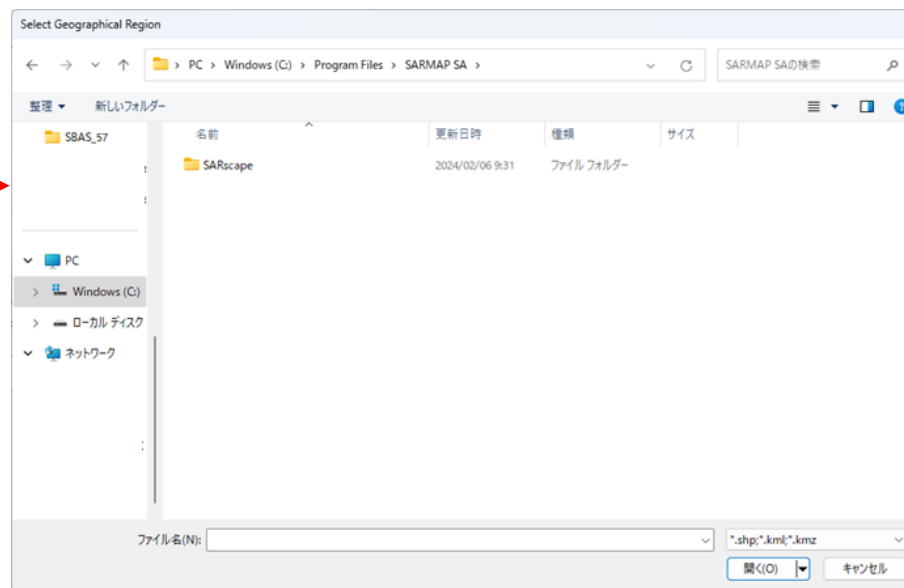 Select Geographical Region
PC > Windows (C:) > Program Files > SARMAP SA >
SARMAP SAの検索
整理 新しいフォルダー
名前 更新日時 種類 サイズ
SBAS_57
SARscape 2024/02/06 9:31 ファイル フォルダー
PC
Windows (C:)
ローカル ディスク
ネットワーク
ファイル名(N):
*.shp;*.kml;*.kmz
開く(O) キャンセル